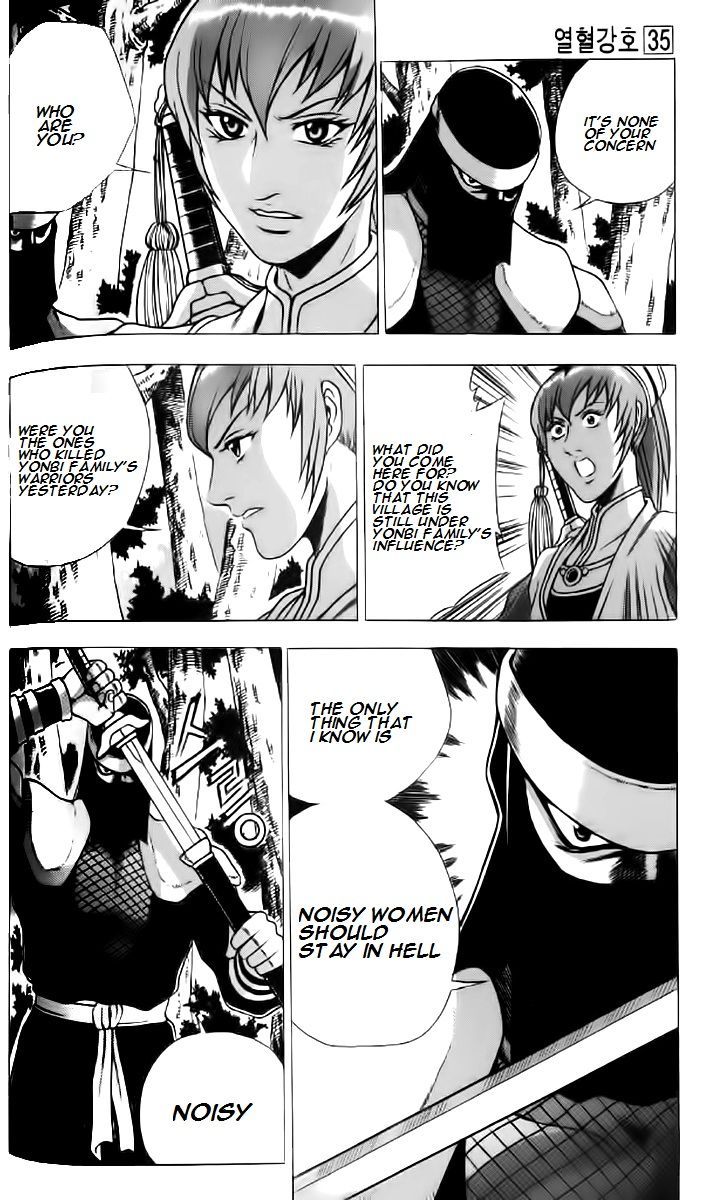 열혈강호 35
WHO
ARE
YOU?
IT'S NONE
OF YOUR
CONCERN
WERE YOU
THE ONES
WHO KILLED
YONBI FAMILY'S
WARRIORS
YESTERDAY?
WHAT DID
YOU COME
HERE FOR?
DO YOU KNOW
THAT THIS
VILLAGE IS
STILL UNDER
YONBI FAMILY'S
INFLUENCE?
NOISY
THE ONLY
THING THAT
I KNOW IS
NOISY WOMEN
SHOULD
STAY IN HELL